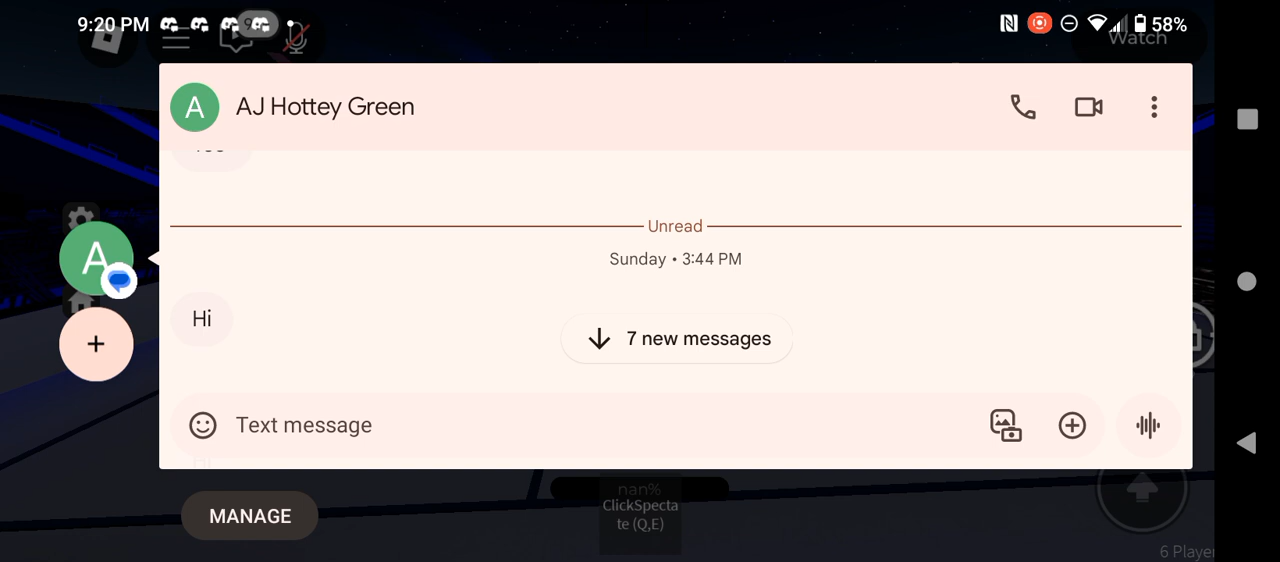 9:20 PM
58%
Watch
A
AJ Hottey Green
Unread
Sunday • 3:44 PM
A
Hi
7 new messages
+
Text message
MANAGE
nan%
ClickSpecta
te (Q,E)
6 Player